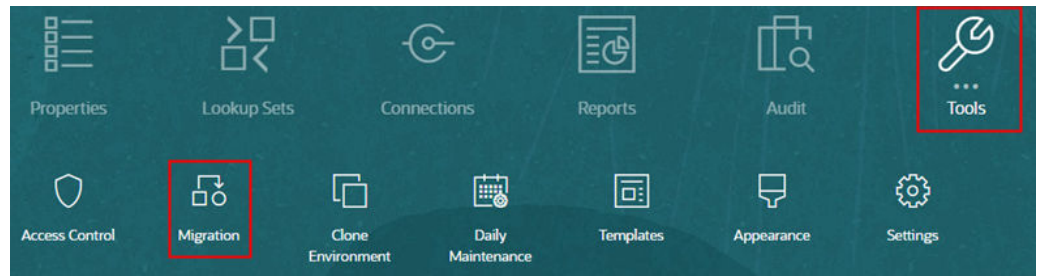 Properties
Lookup Sets
Connections
Reports
Audit
Tools
Access Control
Migration
Clone
Environment
Daily
Maintenance
Templates
Appearance
Settings